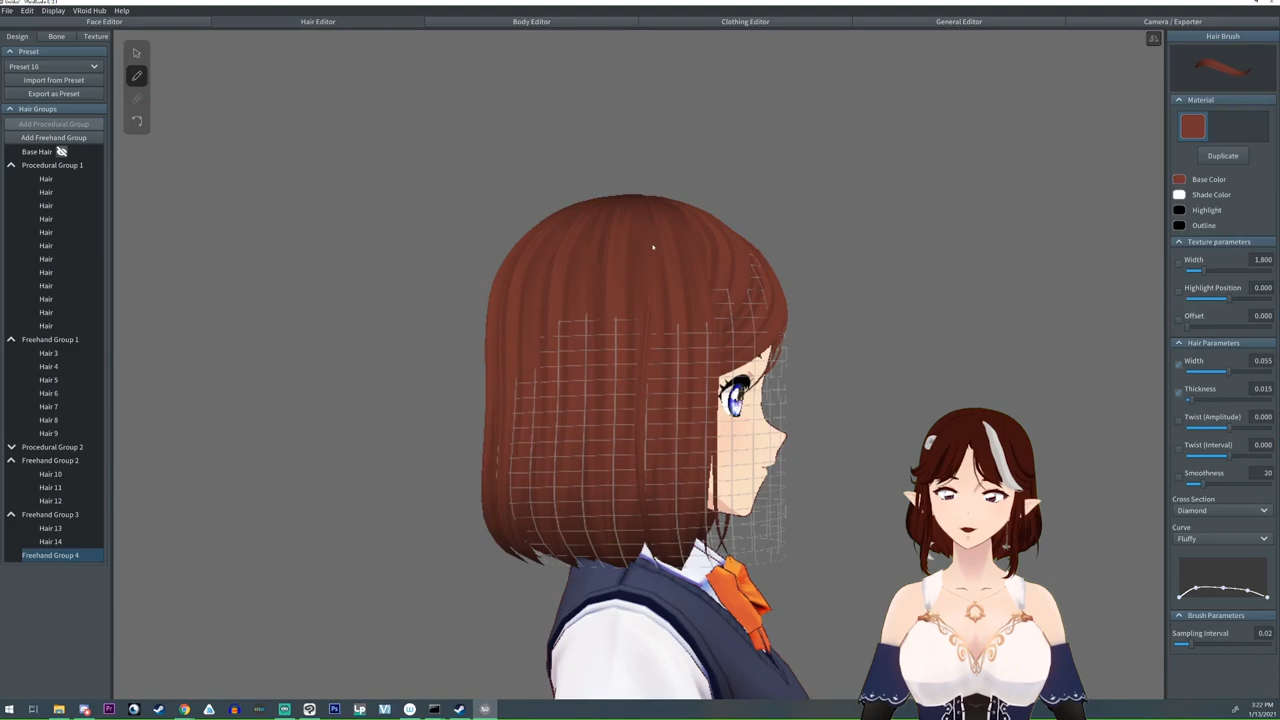 File Edit Display VRoid Hub Help
Face Editor Hair Editor Body Editor Clothing Editor General Editor Camera / Exporter
Design Bone Texture
Preset
Preset 16
Import from Preset
Export as Preset
Hair Groups
Add Procedural Group
Add Freehand Group
Base Hair
Procedural Group 1
Hair
Hair
Hair
Hair
Hair
Hair
Hair
Hair
Hair
Hair
Hair
Hair
Freehand Group 1
Hair 3
Hair 4
Hair 5
Hair 6
Hair 7
Hair 8
Hair 9
Procedural Group 2
Freehand Group 2
Hair 10
Hair 11
Hair 12
Freehand Group 3
Hair 13
Hair 14
Freehand Group 4
Hair Brush
Material
Duplicate
Base Color
Shade Color
Highlight
Outline
Texture parameters
Width 1.800
Highlight Position 0.000
Offset 0.000
Hair Parameters
Width 0.055
Thickness 0.015
Twist (Amplitude) 0.000
Twist (Interval) 0.000
Smoothness 20
Cross Section
Diamond
Curve
Fluffy
Brush Parameters
Sampling Interval 0.02
3:22 PM
1/13/2021